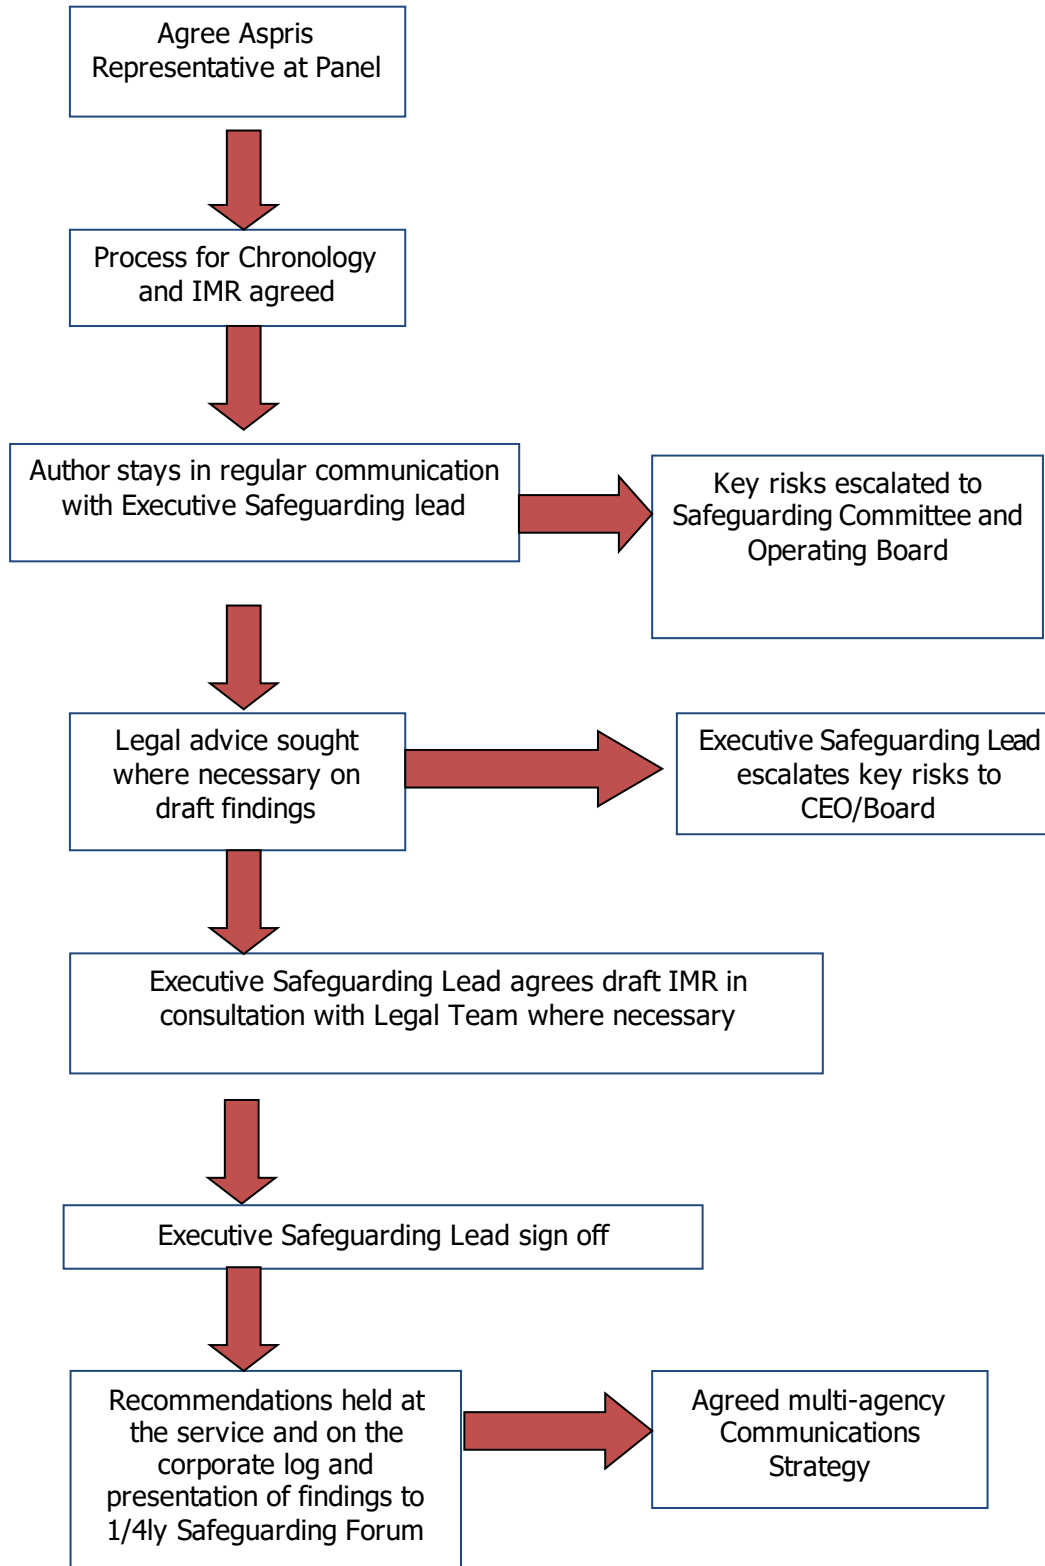 Agree Aspris
Representative at Panel
Process for Chronology
and IMR agreed
Author stays in regular communication
with Executive Safeguarding lead
Key risks escalated to
Safeguarding Committee and
Operating Board
Legal advice sought
where necessary on
draft findings
Executive Safeguarding Lead
escalates key risks to
CEO/Board
Executive Safeguarding Lead agrees draft IMR in
consultation with Legal Team where necessary
Executive Safeguarding Lead sign off
Recommendations held at
the service and on the
corporate log and
presentation of findings to
1/4ly Safeguarding Forum
Agreed multi-agency
Communications
Strategy